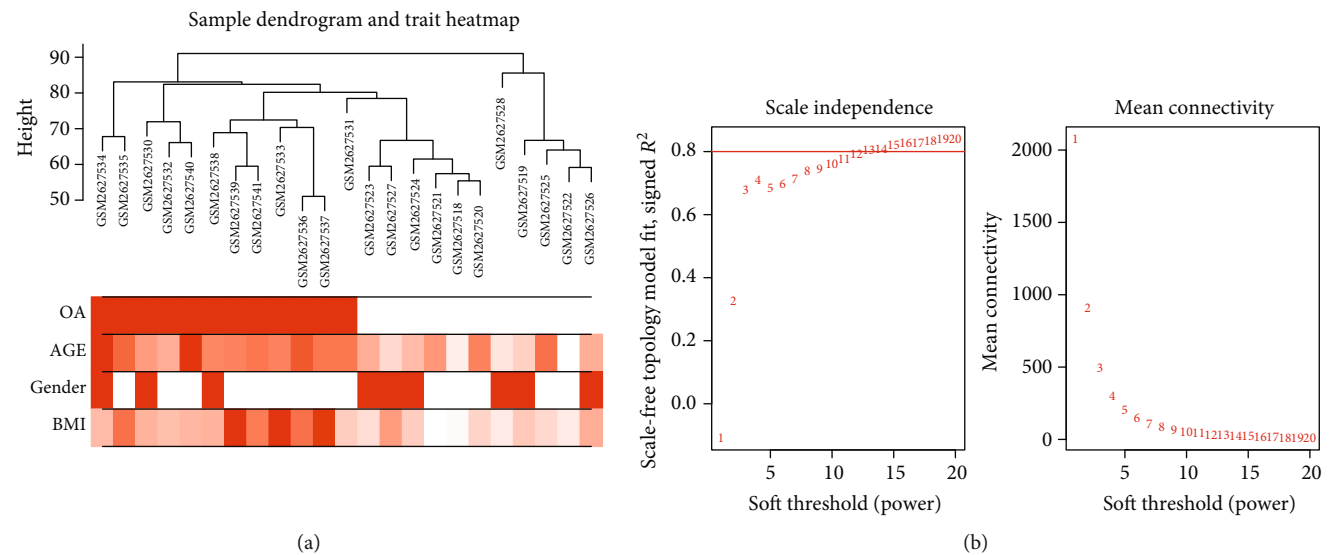 Sample dendrogram and trait heatmap
Height
90
80
70
60
50
GSM2627534
GSM2627535
GSM2627530
GSM2627532
GSM2627540
GSM2627538
GSM2627539
GSM2627541
GSM2627533
GSM2627536
GSM2627537
GSM2627531
GSM2627523
GSM2627527
GSM2627524
GSM2627521
GSM2627518
GSM2627520
GSM2627528
GSM2627519
GSM2627525
GSM2627522
GSM2627526
OA
AGE
Gender
BMI
(a)
Scale independence
Scale-free topology model fit, signed R²
0.8
0.6
0.4
0.2
0.0
1
2
3
4
5
6
7
8
9
10
11
12
13
14
15
16
17
18
19
20
5 10 15 20
Soft threshold (power)
Mean connectivity
Mean connectivity
2000
1500
1000
500
0
1
2
3
4
5
6
7
8
9
10
11
12
13
14
15
16
17
18
19
20
5 10 15 20
Soft threshold (power)
(b)